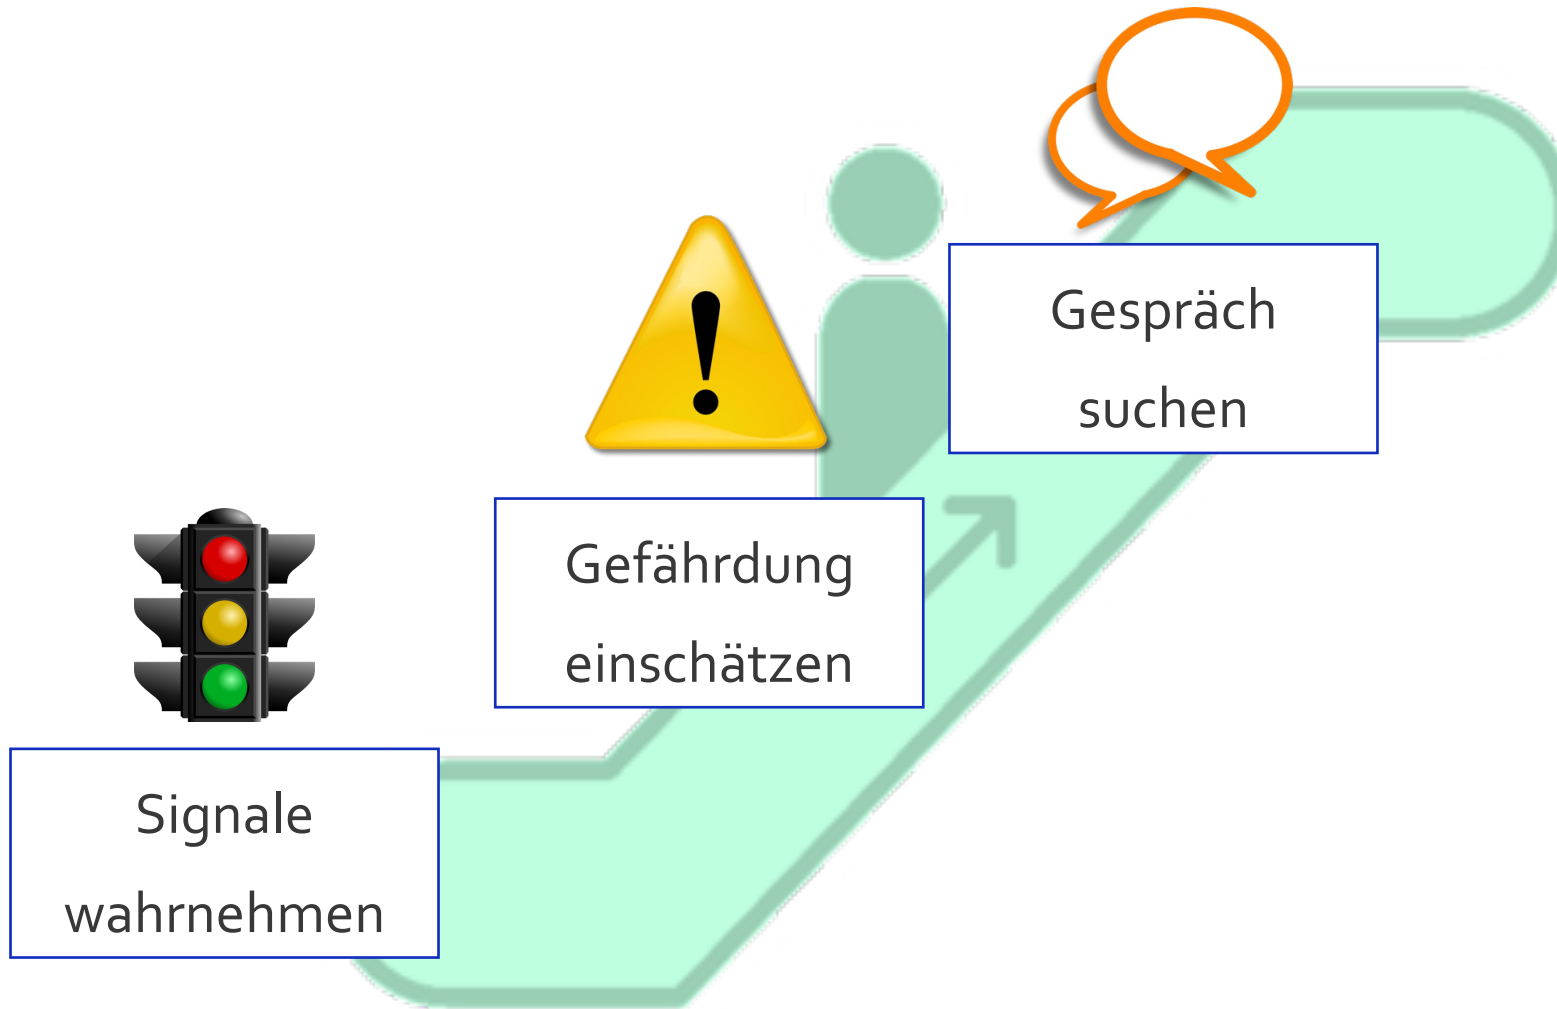 Signale
wahrnehmen
Gefährdung
einschätzen
Gespräch
suchen